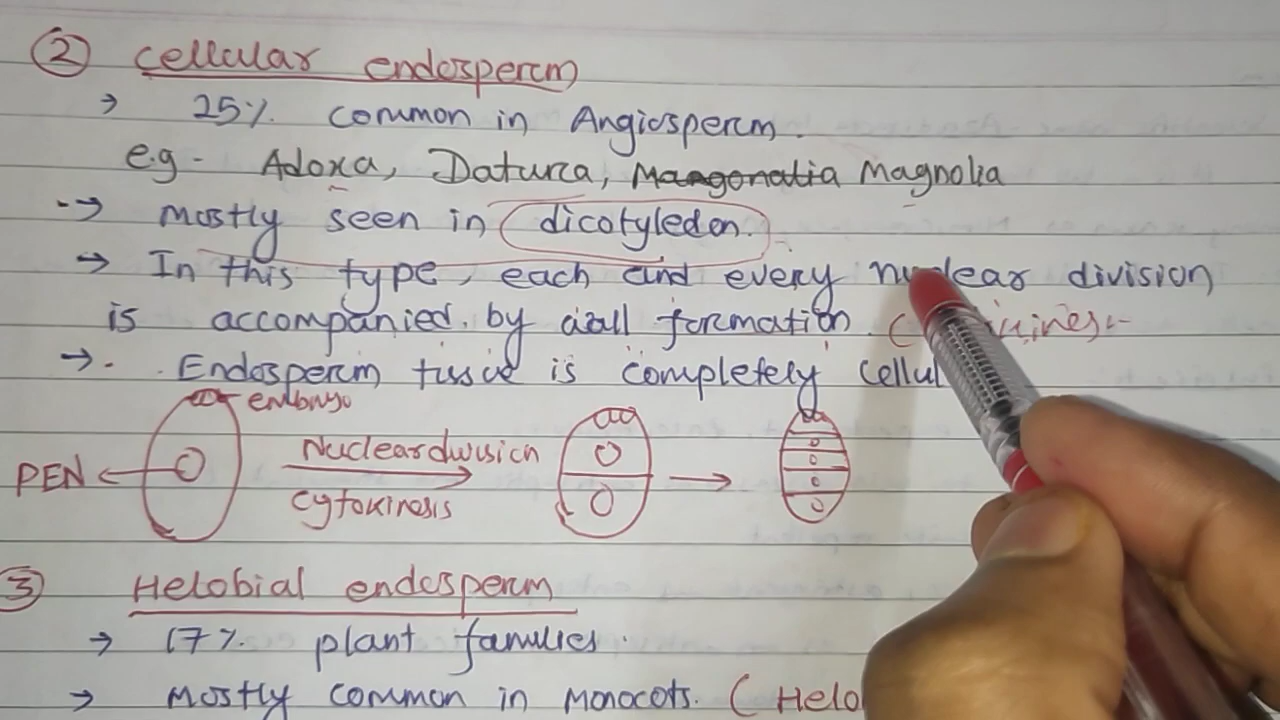 ② Cellular endosperm
→ 25% common in Angiosperm.
e.g- Adoxa, Datura, Mangonatia Magnolia
→ Mostly seen in dicotyledon.
→ In this type, each and every nuclear division
is accompanied by wall formation. (
→ Endosperm tissue is completely cellul
embryo
PEN
Nuclear division
cytokinesis
③ Helobial endosperm
→ 17% plant families.
→ Mostly common in monocots. ( Helo